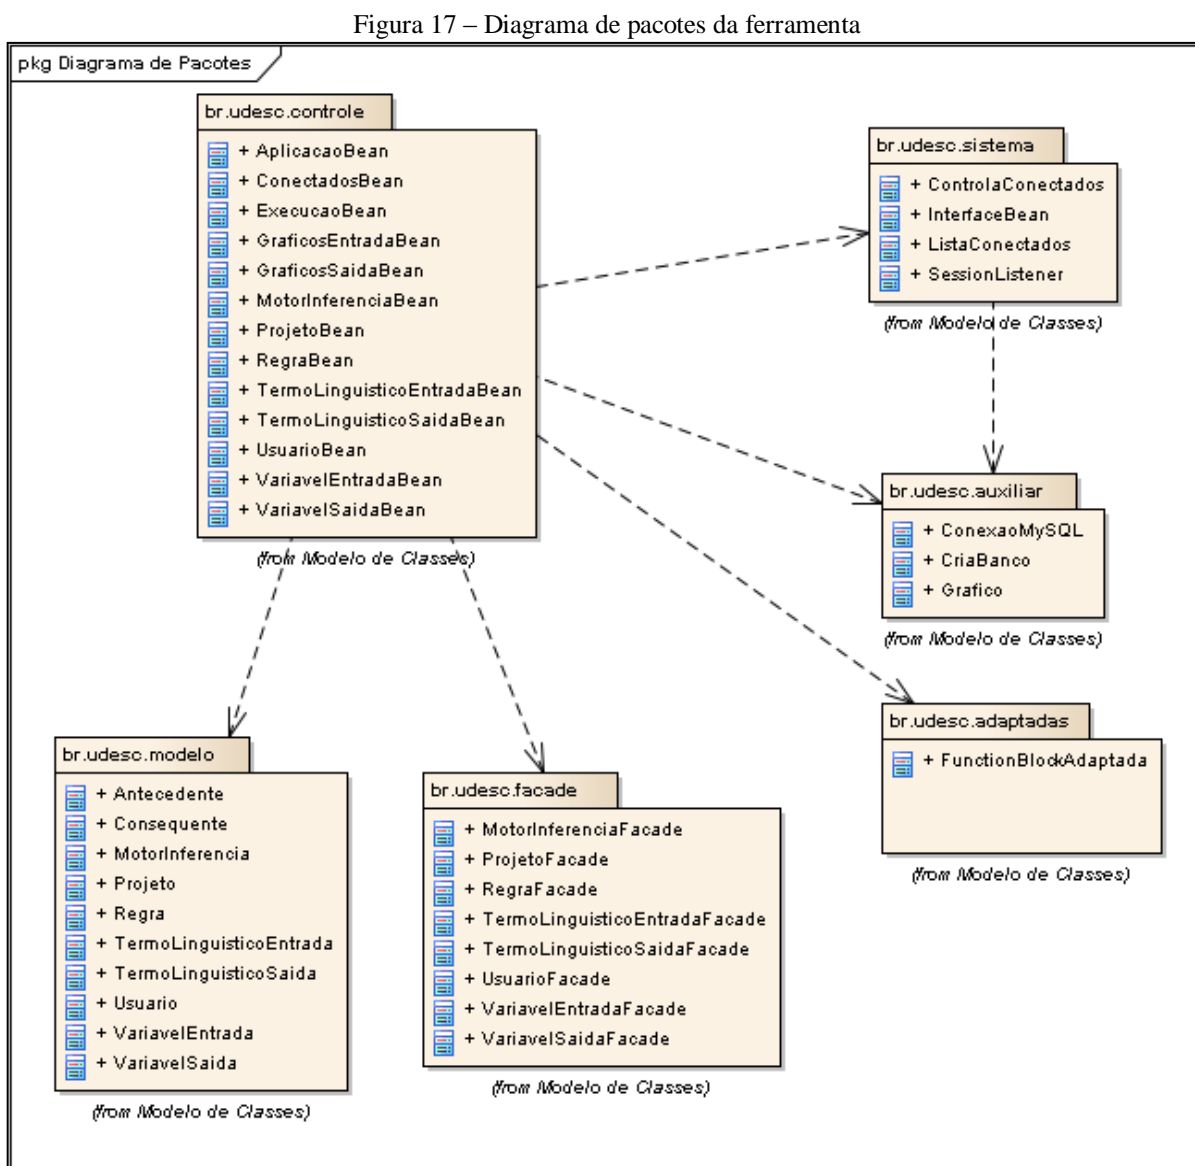 Figura 17 – Diagrama de pacotes da ferramenta
pkg Diagrama de Pacotes
br.udesc.controle
+ AplicacaoBean
+ ConectadosBean
+ ExecucaoBean
+ GraficosEntradaBean
+ GraficosSaidaBean
+ MotorInferenciaBean
+ ProjetoBean
+ RegraBean
+ TermoLinguisticoEntradaBean
+ TermoLinguisticoSaidaBean
+ UsuarioBean
+ VariavelEntradaBean
+ VariavelSaidaBean
(from Modelo de Classes)
br.udesc.sistema
+ ControlaConectados
+ InterfaceBean
+ ListaConectados
+ SessionListener
(from Modelo de Classes)
br.udesc.auxiliar
+ ConexaoMySQL
+ CriaBanco
+ Grafico
(from Modelo de Classes)
br.udesc.adaptadas
+ FunctionBlockAdaptada
(from Modelo de Classes)
br.udesc.modelo
+ Antecedente
+ Consequente
+ MotorInferencia
+ Projeto
+ Regra
+ TermoLinguisticoEntrada
+ TermoLinguisticoSaida
+ Usuario
+ VariavelEntrada
+ VariavelSaida
(from Modelo de Classes)
br.udesc.facade
+ MotorInferenciaFacade
+ ProjetoFacade
+ RegraFacade
+ TermoLinguisticoEntradaFacade
+ TermoLinguisticoSaidaFacade
+ UsuarioFacade
+ VariavelEntradaFacade
+ VariavelSaidaFacade
(from Modelo de Classes)